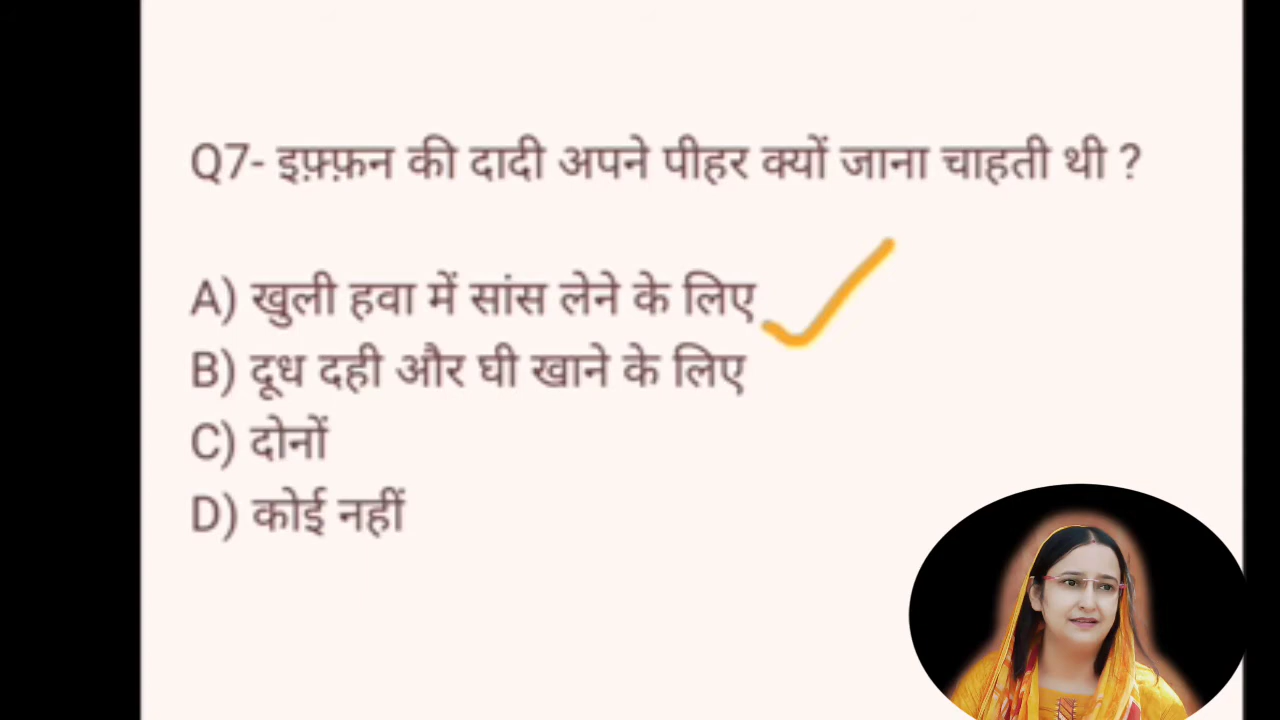 Q7- इफ़्फ़न की दादी अपने पीहर क्यों जाना चाहती थी ?
A) खुली हवा में सांस लेने के लिए
B) दूध दही और घी खाने के लिए
C) दोनों
D) कोई नहीं